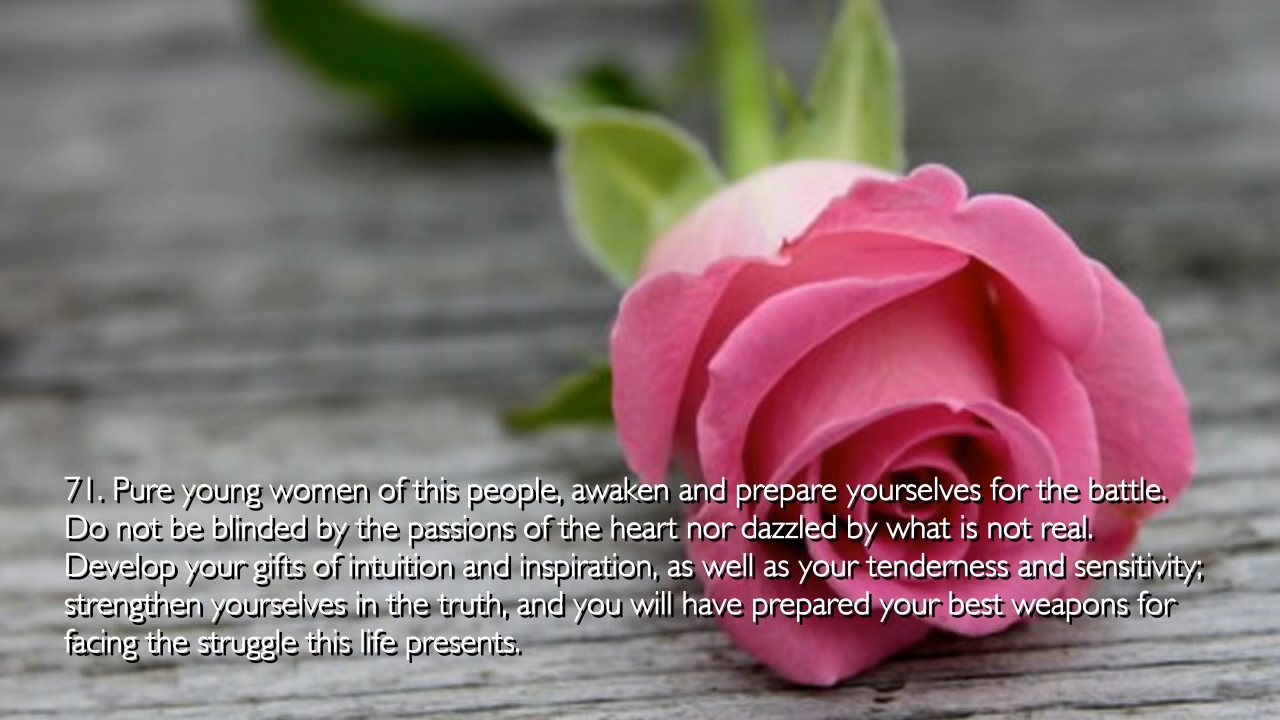 71. Pure young women of this people, awaken and prepare yourselves for the battle.
Do not be blinded by the passions of the heart nor dazzled by what is not real.
Develop your gifts of intuition and inspiration, as well as your tenderness and sensitivity;
strengthen yourselves in the truth, and you will have prepared your best weapons for
facing the struggle this life presents.